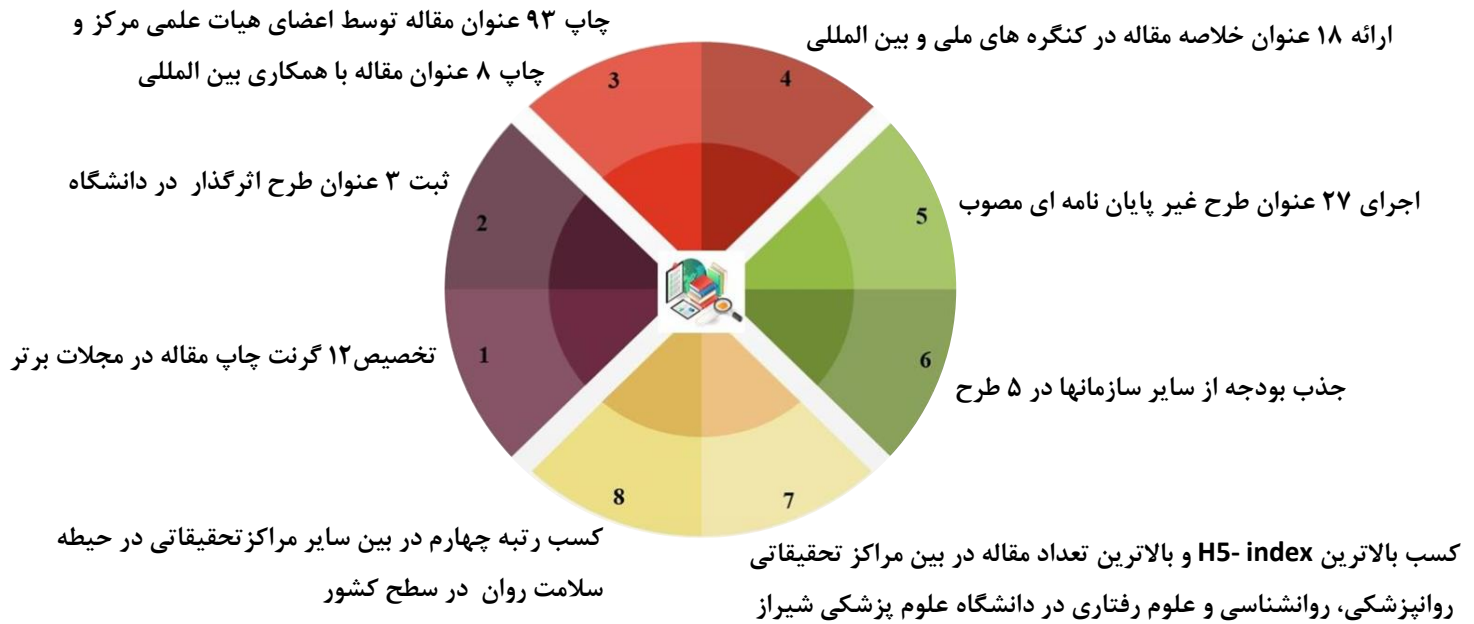 چاپ ۹۳ عنوان مقاله توسط اعضای هیات علمی مرکز و
چاپ ۸ عنوان مقاله با همکاری بین المللی
ارائه ۱۸ عنوان خلاصه مقاله در کنگره های ملی و بین المللی
3
4
ثبت ۳ عنوان طرح اثرگذار در دانشگاه
2
5
اجرای ۲۷ عنوان طرح غیر پایان نامه ای مصوب
تخصیص۱۲ گرنت چاپ مقاله در مجلات برتر
1
6
جذب بودجه از سایر سازمانها در ۵ طرح
8
7
کسب رتبه چهارم در بین سایر مراکزتحقیقاتی در حیطه
سلامت روان در سطح کشور
کسب بالاترین H5- index و بالاترین تعداد مقاله در بین مراکز تحقیقاتی
روانپزشکی، روانشناسی و علوم رفتاری در دانشگاه علوم پزشکی شیراز